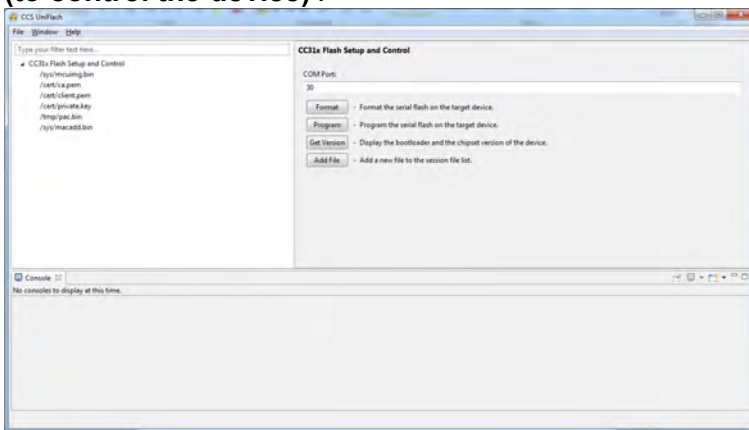 (to control the device) :
CCS UniFlash
File Window Help
Type your filter text here...
CC31x Flash Setup and Control
/sys/mcuimg.bin
/cert/ca.pem
/cert/client.pem
/cert/private.key
/tmp/pac.bin
/sys/macadd.bin
CC31x Flash Setup and Control
COM Port:
30
Format - Format the serial flash on the target device.
Program - Program the serial flash on the target device.
Get Version - Display the bootloader and the chipset version of the device.
Add File - Add a new file to the session file list.
Console
No consoles to display at this time.